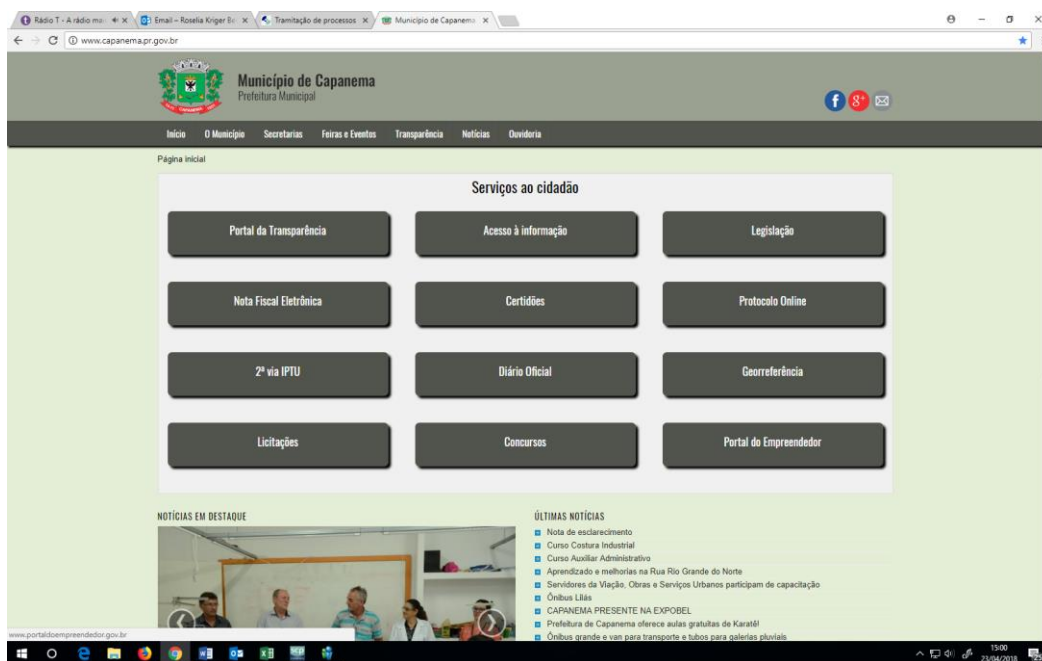 Rádio T - A rádio mai
Email – Roselia Kriger Be
Tramitação de processos
Município de Capanema
www.capanema.pr.gov.br
Município de Capanema
Prefeitura Municipal
Início O Município Secretarias Feiras e Eventos Transparência Notícias Ouvidoria
Página inicial
Serviços ao cidadão
Portal da Transparência Acesso à informação Legislação
Nota Fiscal Eletrônica Certidões Protocolo Online
2ª via IPTU Diário Oficial Georreferência
Licitações Concursos Portal do Empreendedor
NOTÍCIAS EM DESTAQUE
ÚLTIMAS NOTÍCIAS
Nota de esclarecimento
Curso Costura Industrial
Curso Auxiliar Administrativo
Aprendizado e melhorias na Rua Rio Grande do Norte
Servidores da Viação, Obras e Serviços Urbanos participam de capacitação
Ônibus Lilás
CAPANEMA PRESENTE NA EXPOBEL
Prefeitura de Capanema oferece aulas gratuitas de Karatê!
Ônibus grande e van para transporte e tubos para galerias pluviais
www.portaldoempreendedor.gov.br
15:00
23/04/2018